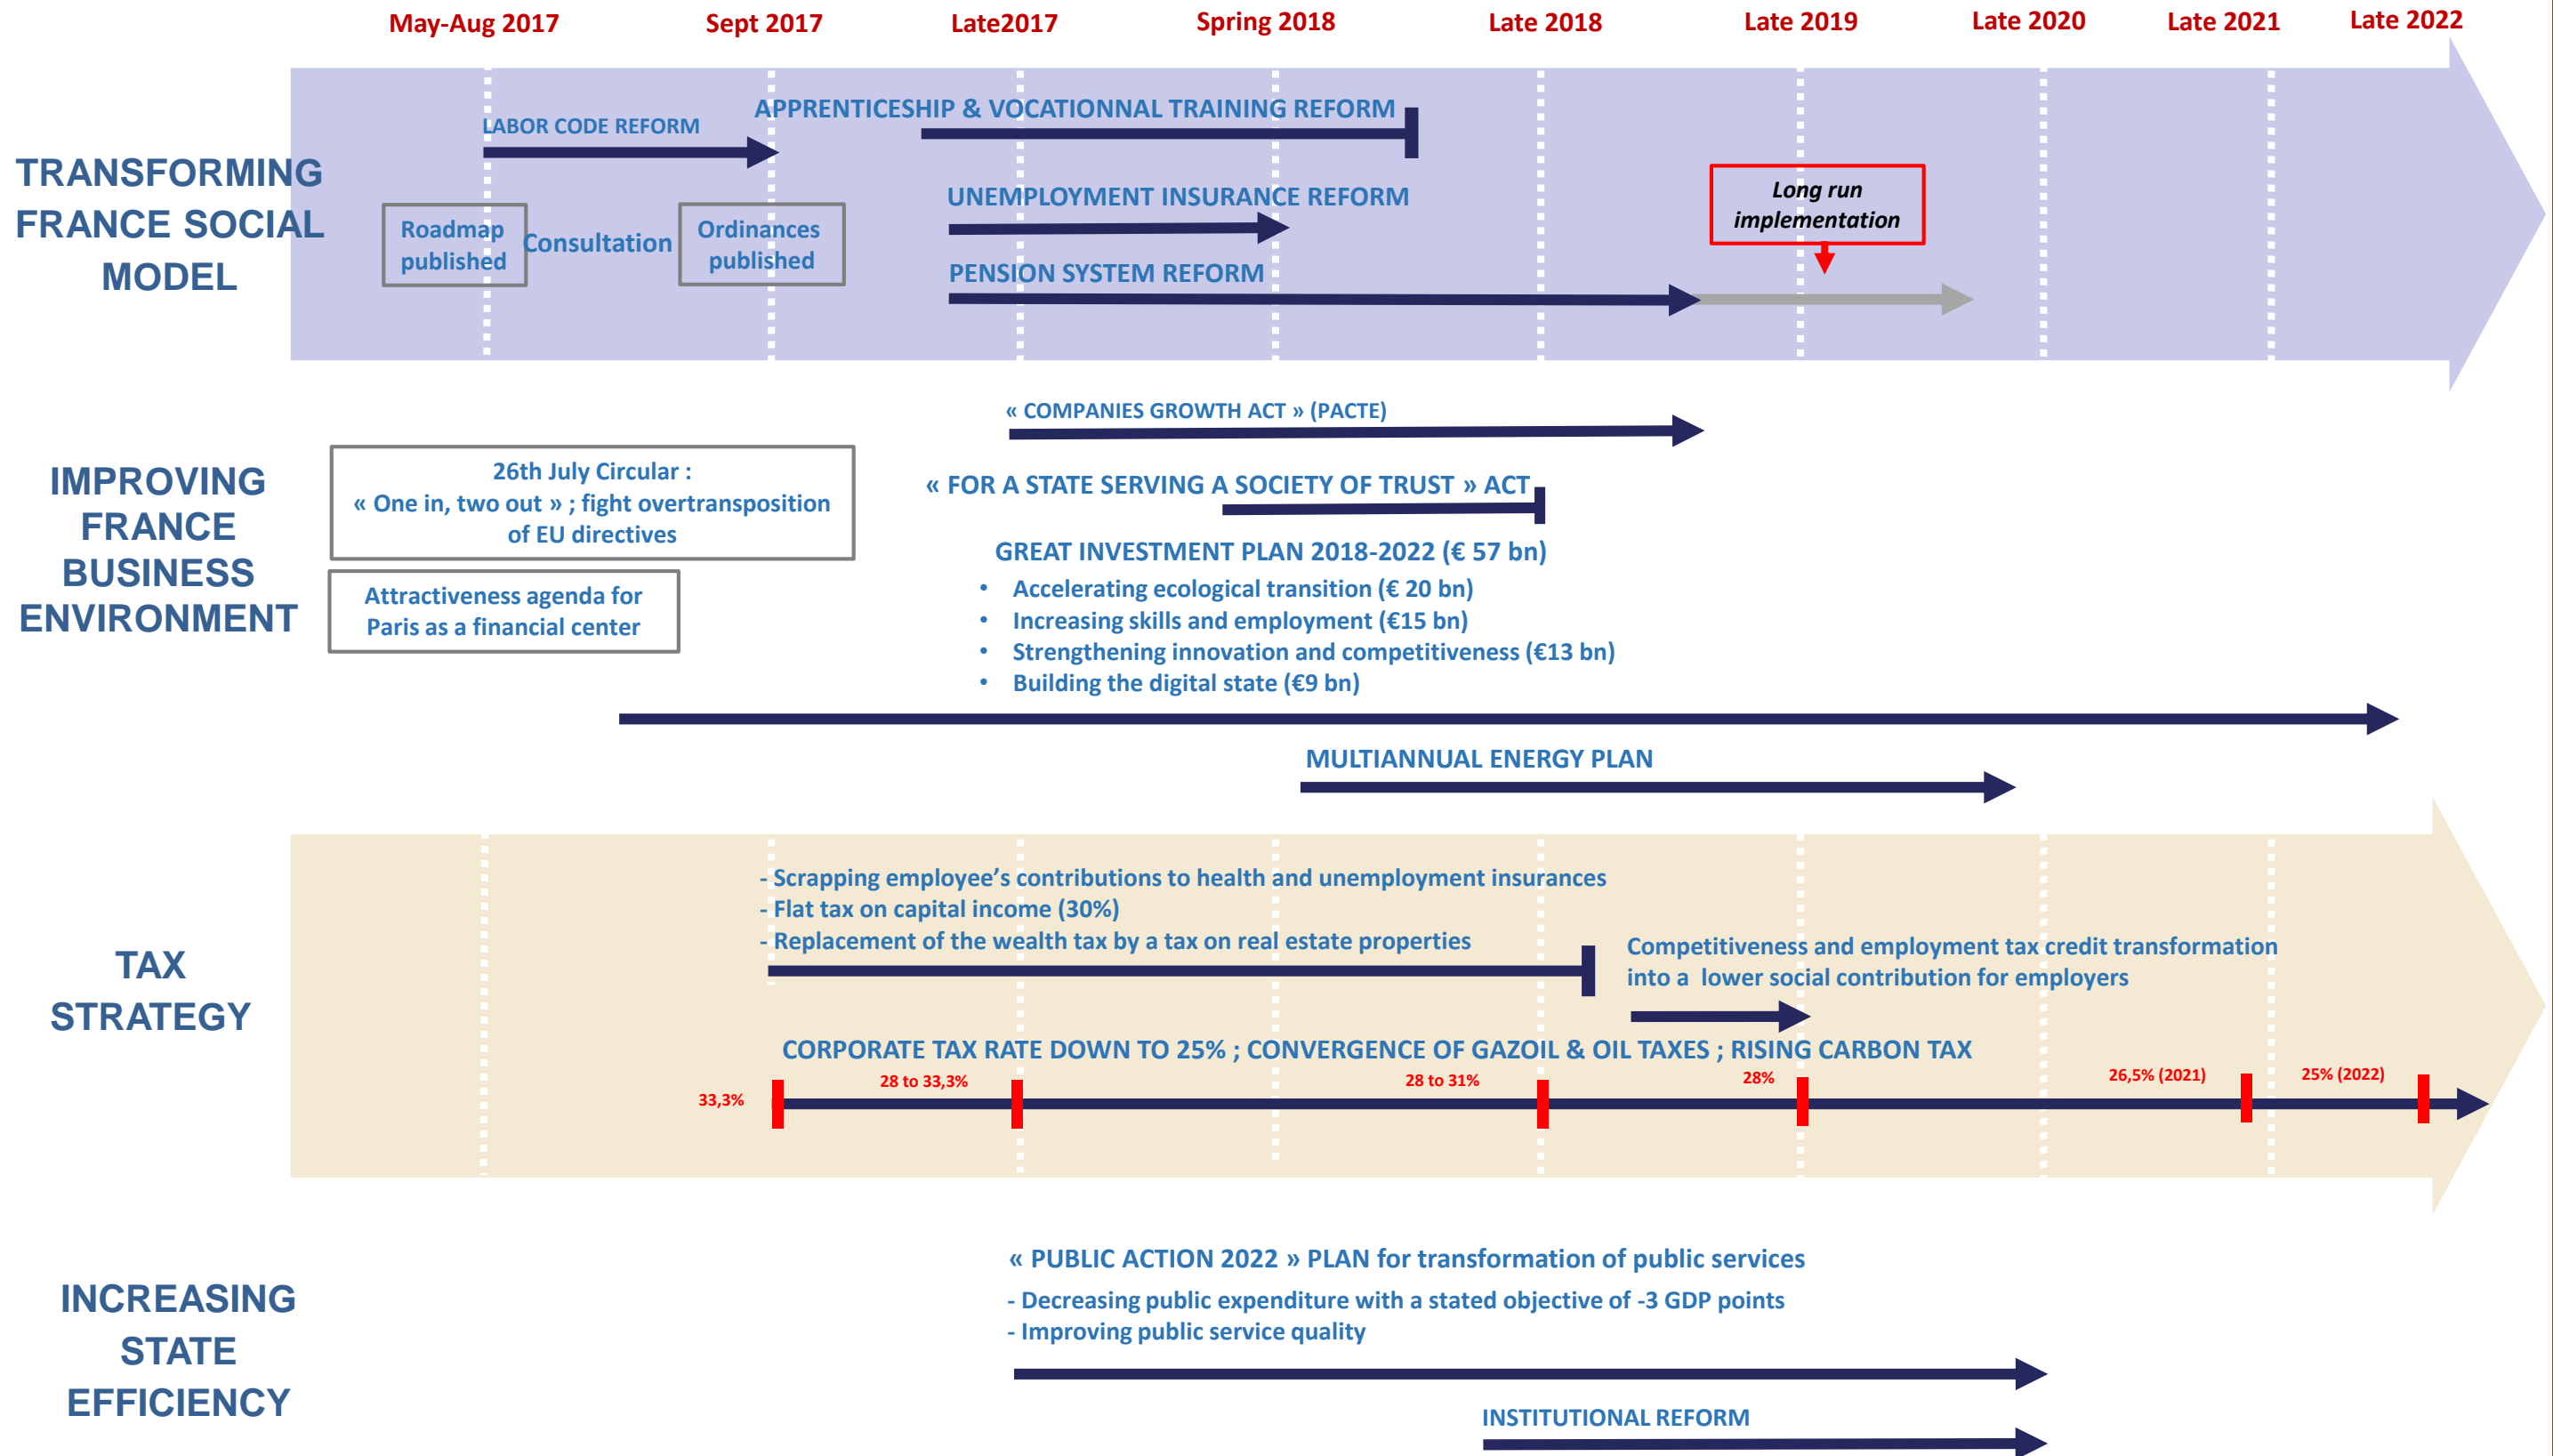 May-Aug 2017 Sept 2017 Late2017 Spring 2018 Late 2018 Late 2019 Late 2020 Late 2021 Late 2022
TRANSFORMING
FRANCE SOCIAL
MODEL
LABOR CODE REFORM
Roadmap
published
Consultation
Ordinances
published
APPRENTICESHIP & VOCATIONNAL TRAINING REFORM
UNEMPLOYMENT INSURANCE REFORM
PENSION SYSTEM REFORM
Long run
implementation
IMPROVING
FRANCE
BUSINESS
ENVIRONMENT
26th July Circular :
« One in, two out » ; fight overtransposition
of EU directives
Attractiveness agenda for
Paris as a financial center
« COMPANIES GROWTH ACT » (PACTE)
« FOR A STATE SERVING A SOCIETY OF TRUST » ACT
GREAT INVESTMENT PLAN 2018-2022 (€ 57 bn)
• Accelerating ecological transition (€ 20 bn)
• Increasing skills and employment (€15 bn)
• Strengthening innovation and competitiveness (€13 bn)
• Building the digital state (€9 bn)
MULTIANNUAL ENERGY PLAN
TAX
STRATEGY
- Scrapping employee’s contributions to health and unemployment insurances
- Flat tax on capital income (30%)
- Replacement of the wealth tax by a tax on real estate properties
Competitiveness and employment tax credit transformation
into a lower social contribution for employers
CORPORATE TAX RATE DOWN TO 25% ; CONVERGENCE OF GAZOIL & OIL TAXES ; RISING CARBON TAX
33,3% 28 to 33,3% 28 to 31% 28% 26,5% (2021) 25% (2022)
INCREASING
STATE
EFFICIENCY
« PUBLIC ACTION 2022 » PLAN for transformation of public services
- Decreasing public expenditure with a stated objective of -3 GDP points
- Improving public service quality
INSTITUTIONAL REFORM